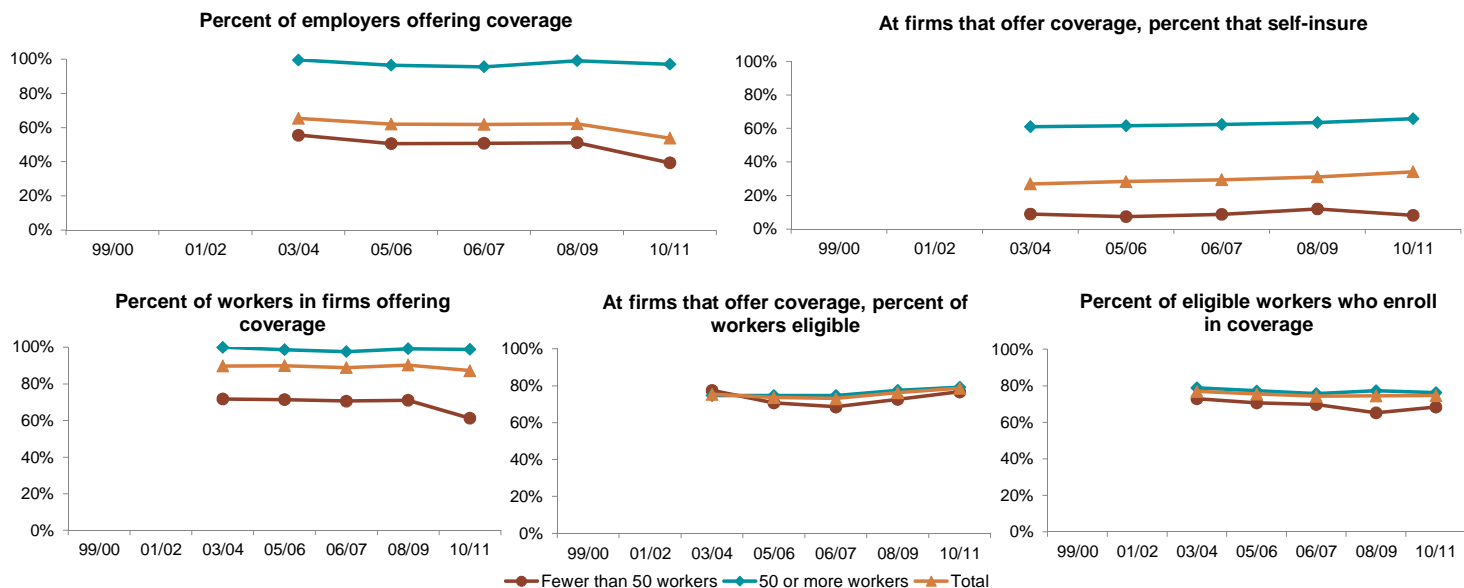 Percent of employers offering coverage
100%
80%
60%
40%
20%
0%
99/00 01/02 03/04 05/06 06/07 08/09 10/11
At firms that offer coverage, percent that self-insure
100%
80%
60%
40%
20%
0%
99/00 01/02 03/04 05/06 06/07 08/09 10/11
Percent of workers in firms offering
coverage
100%
80%
60%
40%
20%
0%
99/00 01/02 03/04 05/06 06/07 08/09 10/11
At firms that offer coverage, percent of
workers eligible
100%
80%
60%
40%
20%
0%
99/00 01/02 03/04 05/06 06/07 08/09 10/11
Percent of eligible workers who enroll
in coverage
100%
80%
60%
40%
20%
0%
99/00 01/02 03/04 05/06 06/07 08/09 10/11
Fewer than 50 workers 50 or more workers Total